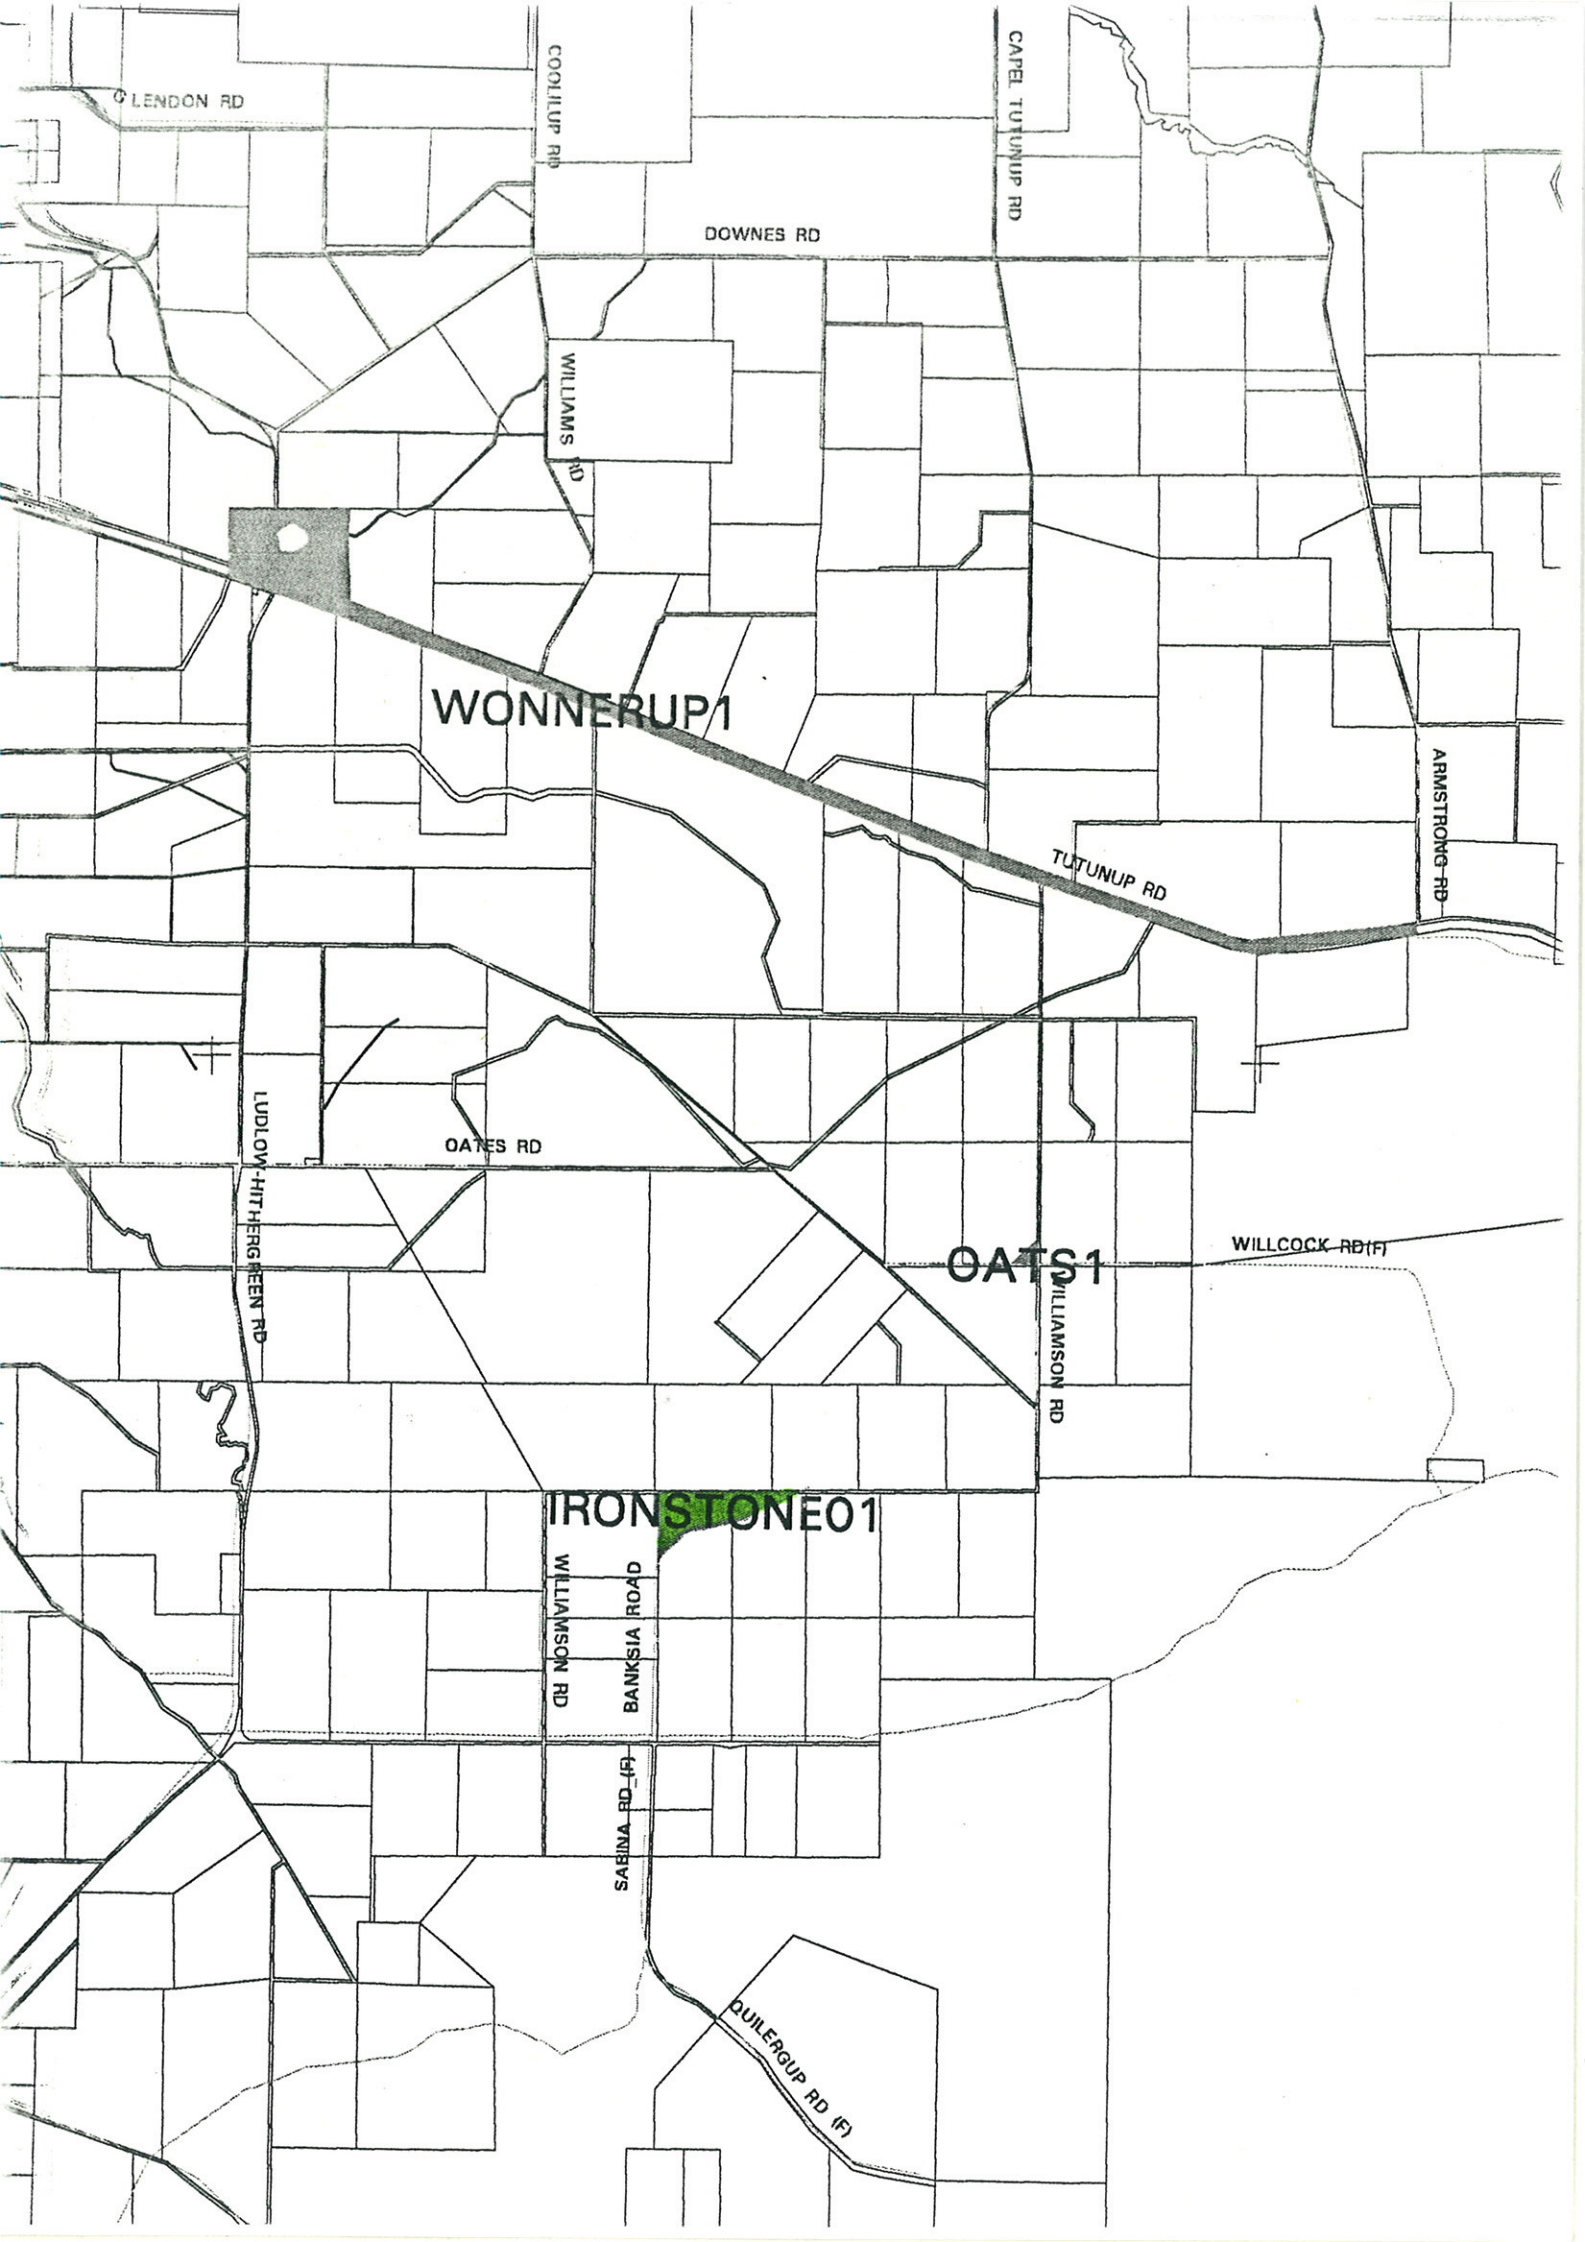 GLENDON RD
COOLILUP RD
CAPEL TUTUNUP RD
DOWNES RD
WILLIAMS RD
WONNERUP1
ARMSTRONG RD
TUTUNUP RD
LUDLOW-HITHERGREEN RD
OATES RD
WILLCOCK RD(F)
OATS1
WILLIAMSON RD
IRONSTONE01
WILLIAMSON RD
BANKSIA ROAD
SABINA RD (F)
QUILERGUP RD (F)